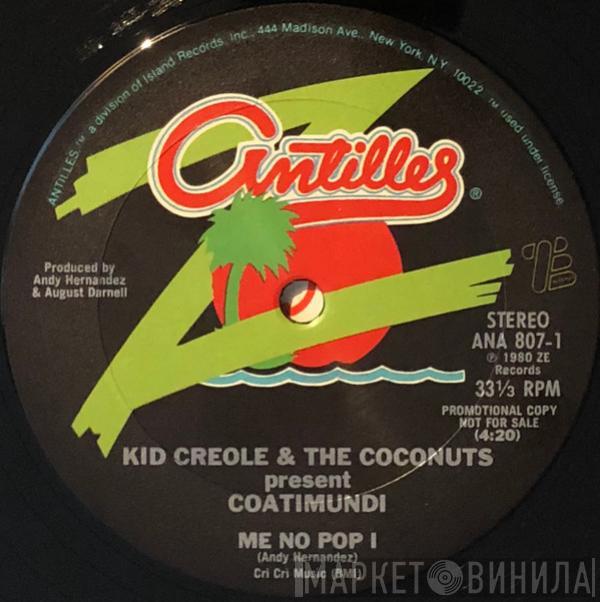 ANTILLES,™ a division of Island Records, Inc., 444 Madison Ave., New York, N.Y. 10022. ™ used under license.
antilles®
Produced by
Andy Hernandez
& August Darnell
STEREO
ANA 807-1
℗ 1980 ZE
Records
33⅓ RPM
PROMOTIONAL COPY
NOT FOR SALE
(4:20)
KID CREOLE & THE COCONUTS
present
COATIMUNDI
ME NO POP I
(Andy Hernandez)
Cri Cri Music (BMI)
МАРКЕТ ВИНИЛА